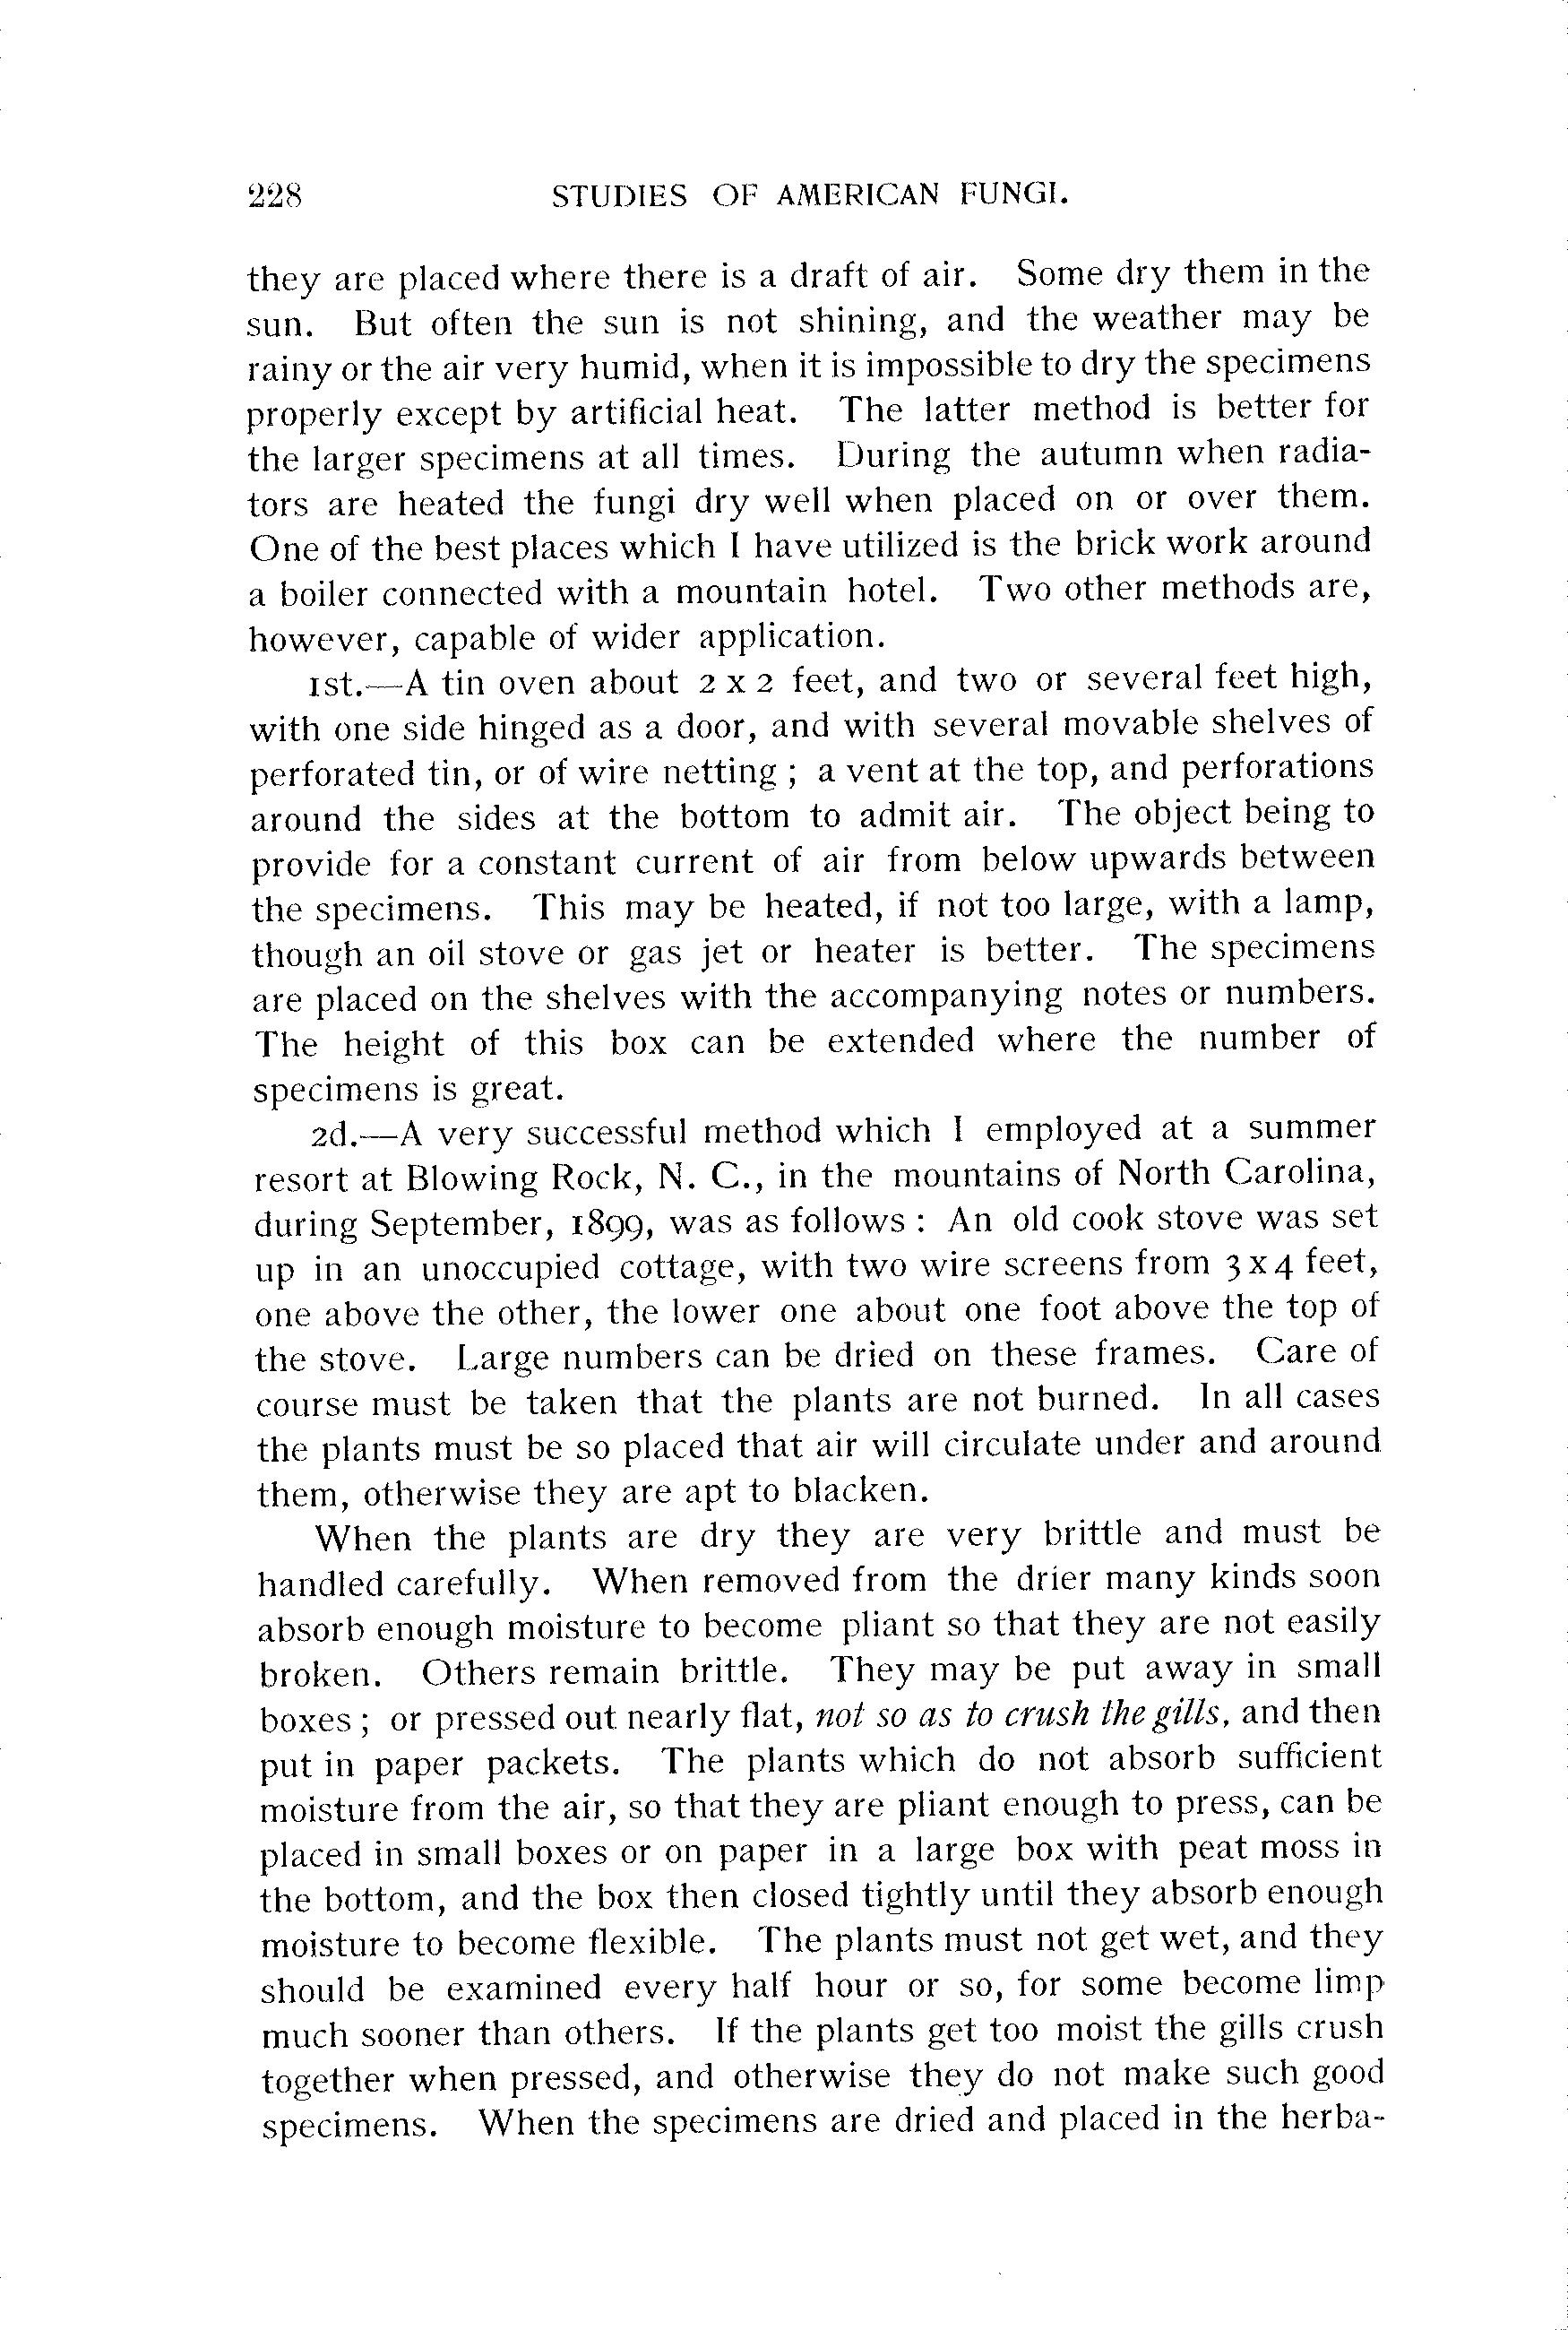 228 STUDIES OF AMERICAN FUNGI.
they are placed where there is a draft of air. Some dry them in the
sun. But often the sun is not shining, and the weather may be
rainy or the air very humid, when it is impossible to dry the specimens
properly except by artificial heat. The latter method is better for
the larger specimens at all times. During the autumn when radia-
tors are heated the fungi dry well when placed on or over them.
One of the best places which I have utilized is the brick work around
a boiler connected with a mountain hotel. Two other methods are,
however, capable of wider application.
1st.—A tin oven about 2 x 2 feet, and two or several feet high,
with one side hinged as a door, and with several movable shelves of
perforated tin, or of wire netting ; a vent at the top, and perforations
around the sides at the bottom to admit air. The object being to
provide for a constant current of air from below upwards between
the specimens. This may be heated, if not too large, with a lamp,
though an oil stove or gas jet or heater is better. The specimens
are placed on the shelves with the accompanying notes or numbers.
The height of this box can be extended where the number of
specimens is great.
2d.—A very successful method which I employed at a summer
resort at Blowing Rock, N. C., in the mountains of North Carolina,
during September, 1899, was as follows : An old cook stove was set
up in an unoccupied cottage, with two wire screens from 3 x 4 feet,
one above the other, the lower one about one foot above the top of
the stove. Large numbers can be dried on these frames. Care of
course must be taken that the plants are not burned. In all cases
the plants must be so placed that air will circulate under and around
them, otherwise they are apt to blacken.
When the plants are dry they are very brittle and must be
handled carefully. When removed from the drier many kinds soon
absorb enough moisture to become pliant so that they are not easily
broken. Others remain brittle. They may be put away in small
boxes ; or pressed out nearly flat, not so as to crush the gills, and then
put in paper packets. The plants which do not absorb sufficient
moisture from the air, so that they are pliant enough to press, can be
placed in small boxes or on paper in a large box with peat moss in
the bottom, and the box then closed tightly until they absorb enough
moisture to become flexible. The plants must not get wet, and they
should be examined every half hour or so, for some become limp
much sooner than others. If the plants get too moist the gills crush
together when pressed, and otherwise they do not make such good
specimens. When the specimens are dried and placed in the herba-